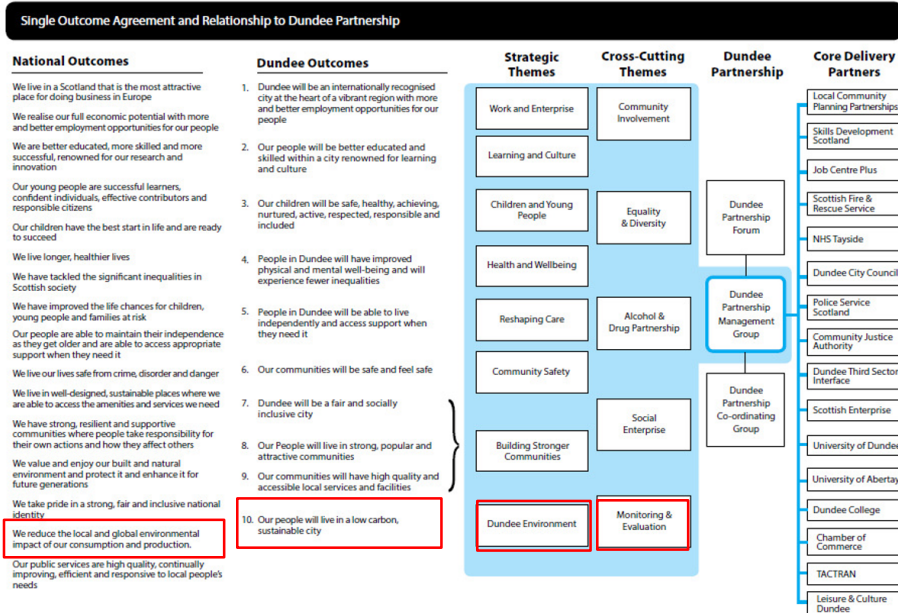 Single Outcome Agreement and Relationship to Dundee Partnership
National Outcomes
We live in a Scotland that is the most attractive
place for doing business in Europe
We realise our full economic potential with more
and better employment opportunities for our people
We are better educated, more skilled and more
successful, renowned for our research and
innovation
Our young people are successful learners,
confident individuals, effective contributors and
responsible citizens
Our children have the best start in life and are ready
to succeed
We live longer, healthier lives
We have tackled the significant inequalities in
Scottish society
We have improved the life chances for children,
young people and families at risk
Our people are able to maintain their independence
as they get older and are able to access appropriate
support when they need it
We live our lives safe from crime, disorder and danger
We live in well-designed, sustainable places where we
are able to access the amenities and services we need
We have strong, resilient and supportive
communities where people take responsibility for
their own actions and how they affect others
We value and enjoy our built and natural
environment and protect it and enhance it for
future generations
We take pride in a strong, fair and inclusive national
identity
We reduce the local and global environmental
impact of our consumption and production.
Our public services are high quality, continually
improving, efficient and responsive to local people's
needs
Dundee Outcomes
1. Dundee will be an internationally recognised
city at the heart of a vibrant region with more
and better employment opportunities for our
people
2. Our people will be better educated and
skilled within a city renowned for learning
and culture
3. Our children will be safe, healthy, achieving,
nurtured, active, respected, responsible and
included
4. People in Dundee will have improved
physical and mental well-being and will
experience fewer inequalities
5. People in Dundee will be able to live
independently and access support when
they need it
6. Our communities will be safe and feel safe
7. Dundee will be a fair and socially
inclusive city
8. Our People will live in strong, popular and
attractive communities
9. Our communities will have high quality and
accessible local services and facilities
10. Our people will live in a low carbon,
sustainable city
Strategic
Themes
Work and Enterprise
Learning and Culture
Children and Young
People
Health and Wellbeing
Reshaping Care
Community Safety
Building Stronger
Communities
Dundee Environment
Cross-Cutting
Themes
Community
Involvement
Equality
& Diversity
Alcohol &
Drug Partnership
Social
Enterprise
Monitoring &
Evaluation
Dundee
Partnership
Dundee
Partnership
Forum
Dundee
Partnership
Management
Group
Dundee
Partnership
Co-ordinating
Group
Core Delivery
Partners
Local Community
Planning Partnerships
Skills Development
Scotland
Job Centre Plus
Scottish Fire &
Rescue Service
NHS Tayside
Dundee City Council
Police Service
Scotland
Community Justice
Authority
Dundee Third Sector
Interface
Scottish Enterprise
University of Dundee
University of Abertay
Dundee College
Chamber of
Commerce
TACTRAN
Leisure & Culture
Dundee